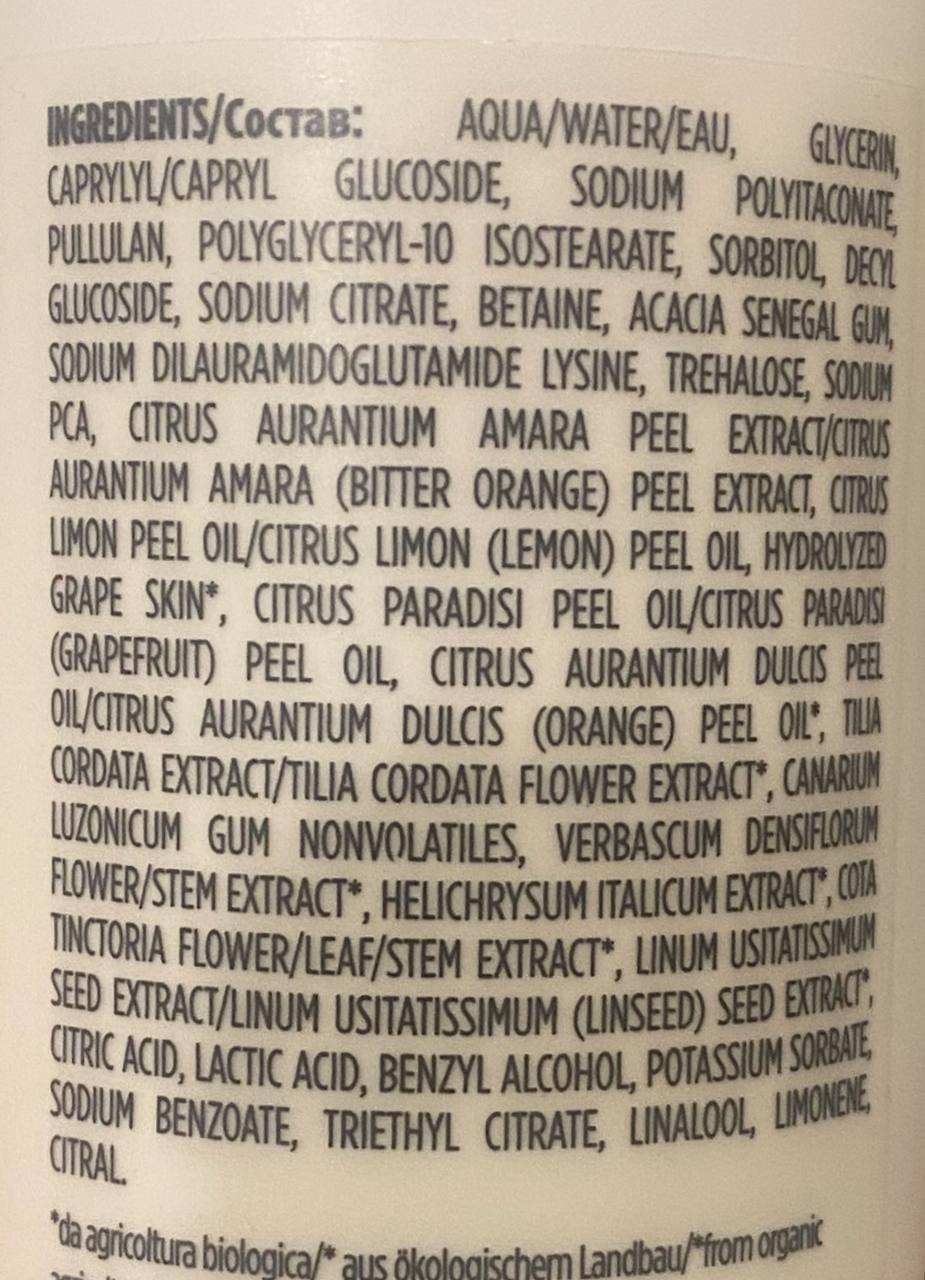 INGREDIENTS/Состав: AQUA/WATER/EAU, GLYCERIN,
CAPRYLYL/CAPRYL GLUCOSIDE, SODIUM POLYITACONATE,
PULLULAN, POLYGLYCERYL-10 ISOSTEARATE, SORBITOL, DECYL
GLUCOSIDE, SODIUM CITRATE, BETAINE, ACACIA SENEGAL GUM,
SODIUM DILAURAMIDOGLUTAMIDE LYSINE, TREHALOSE, SODIUM
PCA, CITRUS AURANTIUM AMARA PEEL EXTRACT/CITRUS
AURANTIUM AMARA (BITTER ORANGE) PEEL EXTRACT, CITRUS
LIMON PEEL OIL/CITRUS LIMON (LEMON) PEEL OIL, HYDROLYZED
GRAPE SKIN*, CITRUS PARADISI PEEL OIL/CITRUS PARADISI
(GRAPEFRUIT) PEEL OIL, CITRUS AURANTIUM DULCIS PEEL
OIL/CITRUS AURANTIUM DULCIS (ORANGE) PEEL OIL*, TILIA
CORDATA EXTRACT/TILIA CORDATA FLOWER EXTRACT*, CANARIUM
LUZONICUM GUM NONVOLATILES, VERBASCUM DENSIFLORUM
FLOWER/STEM EXTRACT*, HELICHRYSUM ITALICUM EXTRACT*, COTA
TINCTORIA FLOWER/LEAF/STEM EXTRACT*, LINUM USITATISSIMUM
SEED EXTRACT/LINUM USITATISSIMUM (LINSEED) SEED EXTRACT*,
CITRIC ACID, LACTIC ACID, BENZYL ALCOHOL, POTASSIUM SORBATE,
SODIUM BENZOATE, TRIETHYL CITRATE, LINALOOL, LIMONENE,
CITRAL.
*da agricoltura biologica/* aus ökologischem Landbau/*from organic